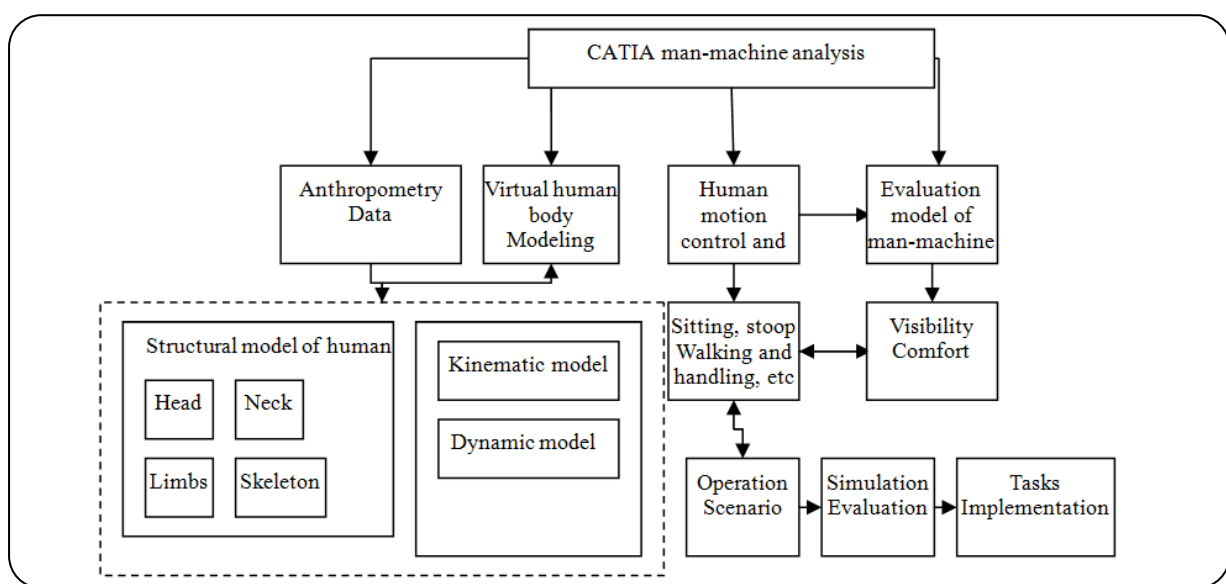 CATIA man-machine analysis
Anthropometry
Data
Virtual human
body
Modeling
Human
motion
control and
Evaluation
model of
man-machine
Structural model of human
Head
Neck
Limbs
Skeleton
Kinematic model
Dynamic model
Sitting, stoop
Walking and
handling, etc
Visibility
Comfort
Operation
Scenario
Simulation
Evaluation
Tasks
Implementation